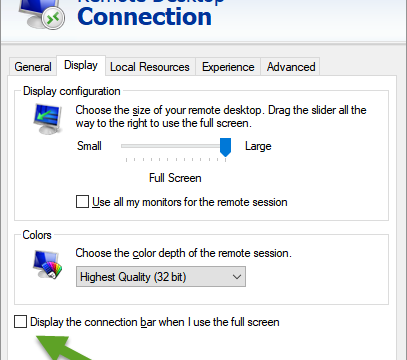 Remote Desktop
Connection
General Display Local Resources Experience Advanced
Display configuration
Choose the size of your remote desktop. Drag the slider all the
way to the right to use the full screen.
Small Large
Full Screen
Use all my monitors for the remote session
Colors
Choose the color depth of the remote session.
Highest Quality (32 bit)
Display the connection bar when I use the full screen